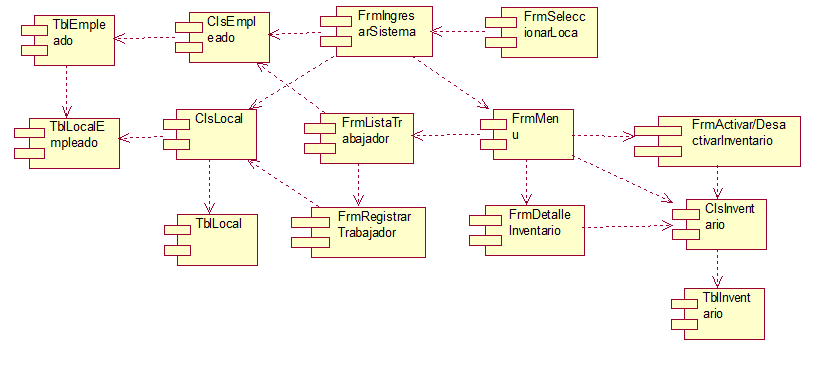 TblEmple
ado
ClsEmpl
eado
FrmIngres
arSistema
FrmSelecc
ionarLoca
TblLocalE
mpleado
ClsLocal
FrmListaTr
abajador
FrmMen
u
FrmActivar/Desa
ctivarInventario
TblLocal
FrmRegistrar
Trabajador
FrmDetalle
Inventario
ClsInvent
ario
TblInvent
ario